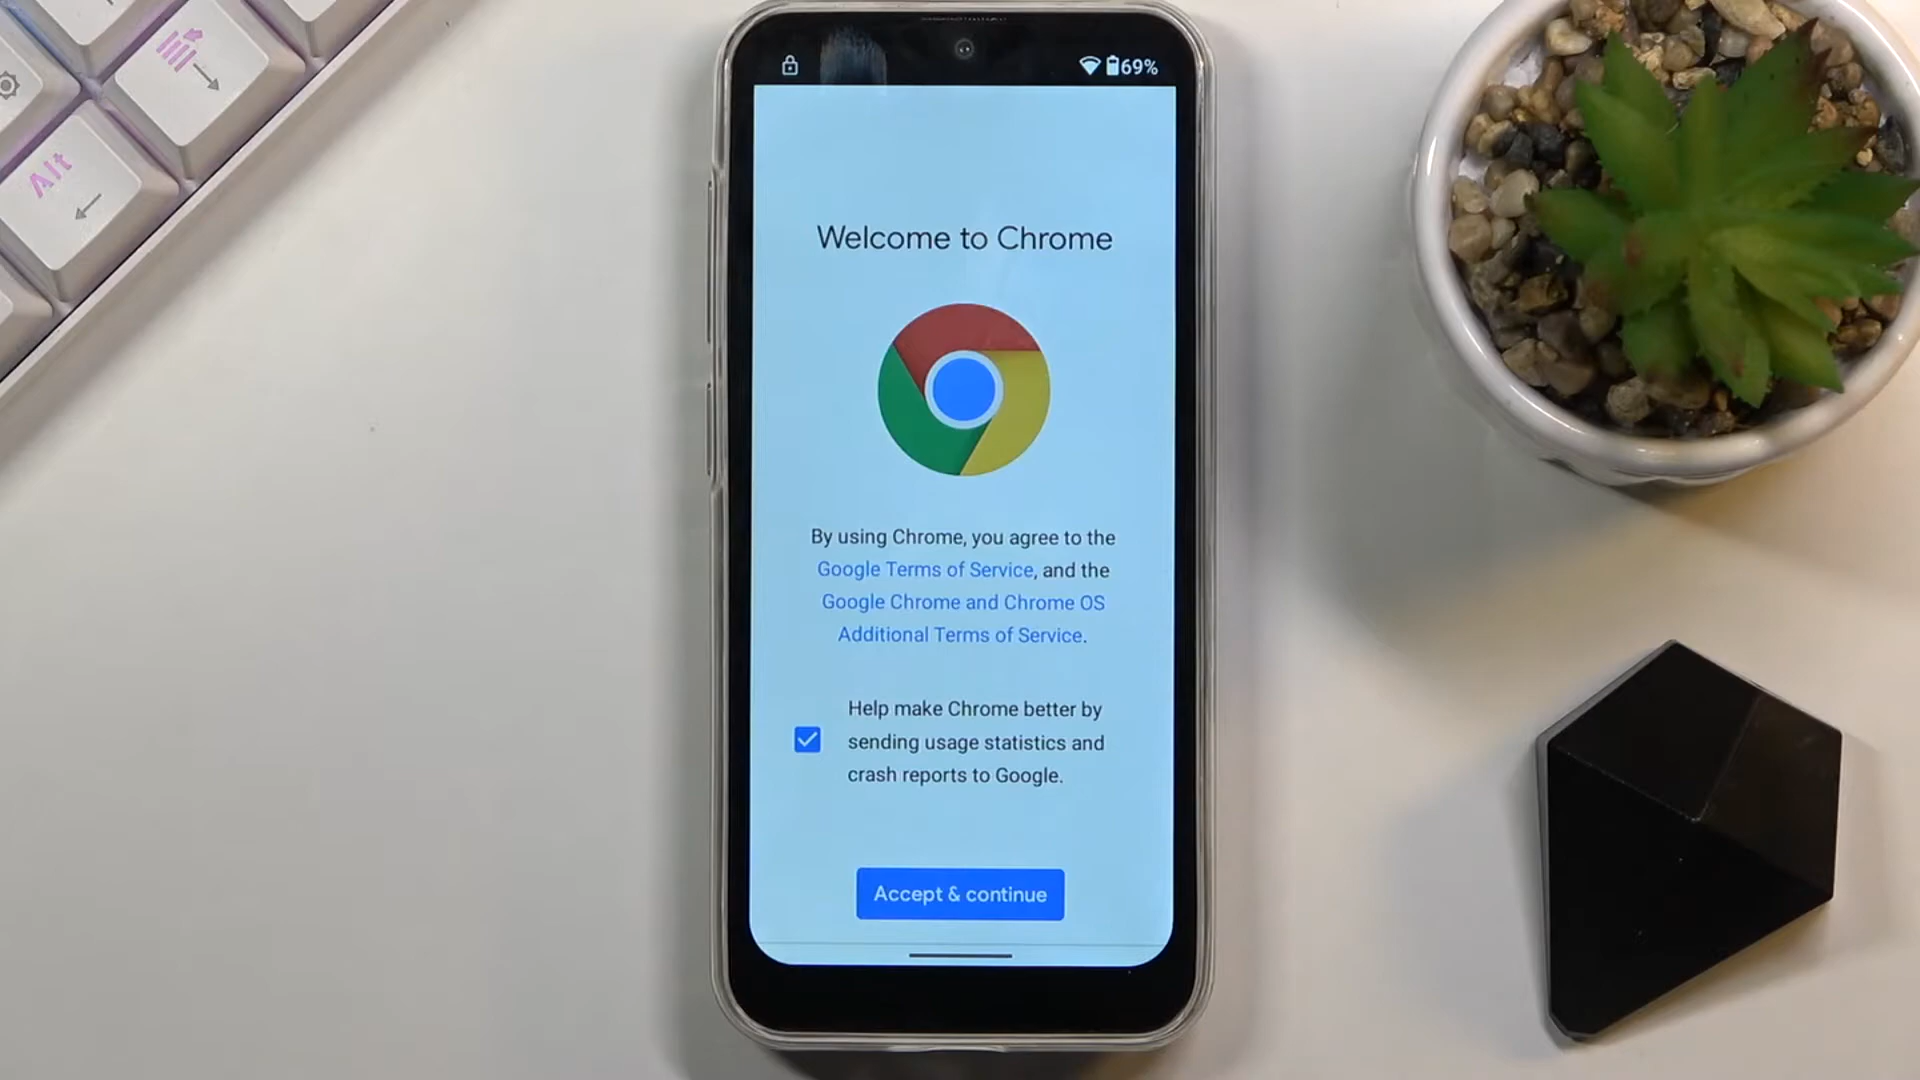 69%
Welcome to Chrome
By using Chrome, you agree to the
Google Terms of Service, and the
Google Chrome and Chrome OS
Additional Terms of Service.
Help make Chrome better by
sending usage statistics and
crash reports to Google.
Accept & continue
Alt